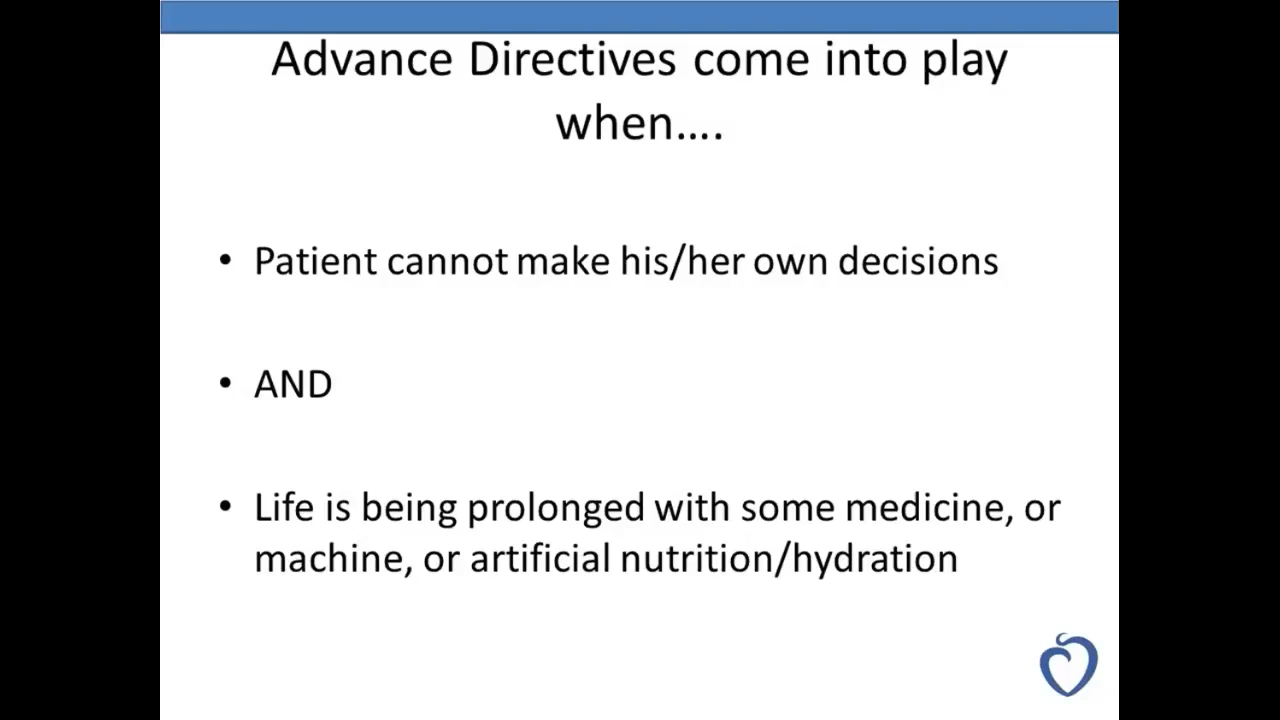 Advance Directives come into play
when....
• Patient cannot make his/her own decisions
• AND
• Life is being prolonged with some medicine, or
machine, or artificial nutrition/hydration